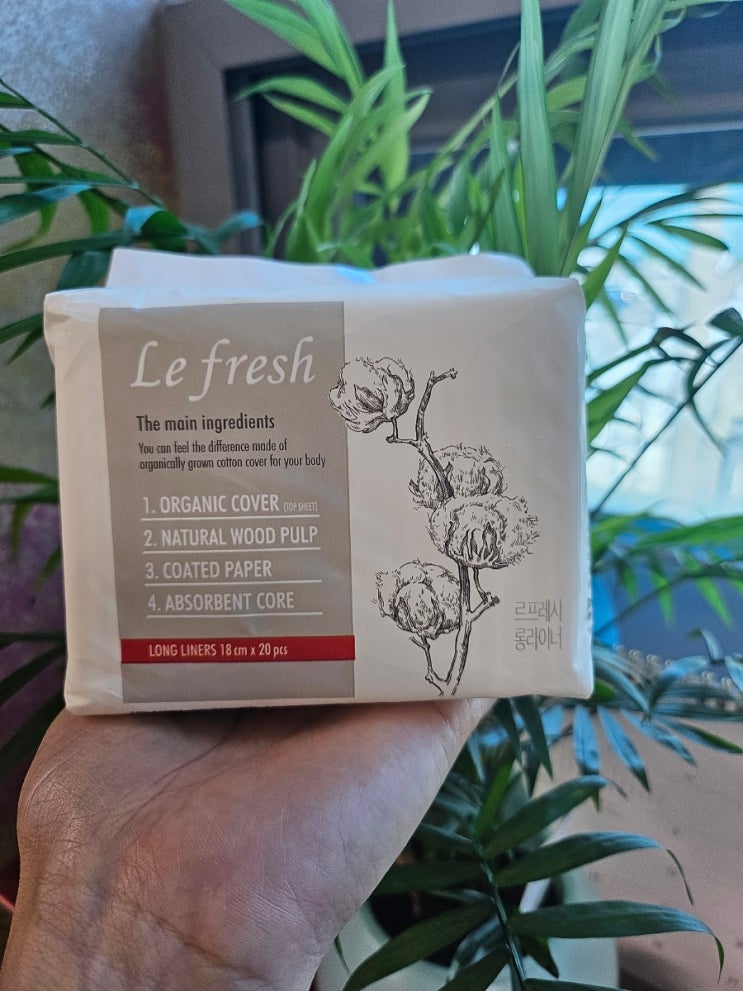 Le fresh
The main ingredients
You can feel the difference made of
organically grown cotton cover for your body
1. ORGANIC COVER (TOP SHEET)
2. NATURAL WOOD PULP
3. COATED PAPER
4. ABSORBENT CORE
LONG LINERS 18 cm x 20 pcs
르프레시
롱라이너